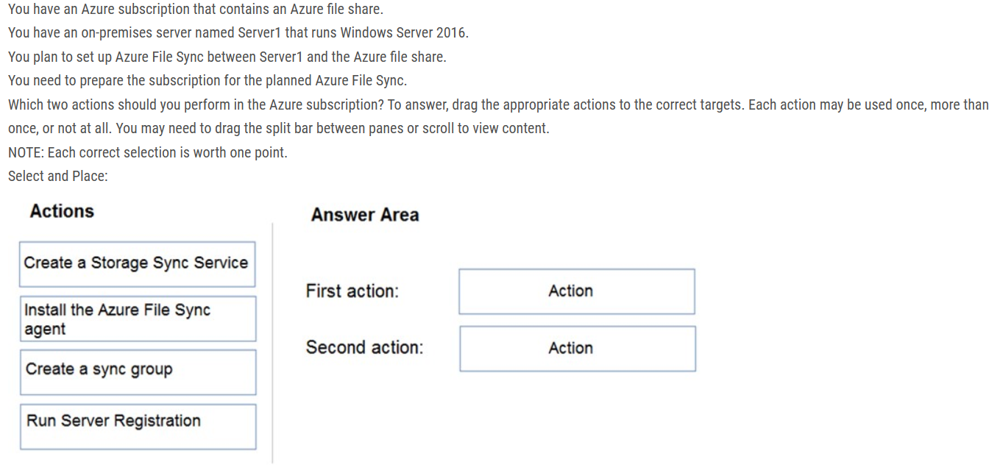 You have an Azure subscription that contains an Azure file share.
You have an on-premises server named Server1 that runs Windows Server 2016.
You plan to set up Azure File Sync between Server1 and the Azure file share.
You need to prepare the subscription for the planned Azure File Sync.
Which two actions should you perform in the Azure subscription? To answer, drag the appropriate actions to the correct targets. Each action may be used once, more than
once, or not at all. You may need to drag the split bar between panes or scroll to view content.
NOTE: Each correct selection is worth one point.
Select and Place:
Actions
Create a Storage Sync Service
Install the Azure File Sync
agent
Create a sync group
Run Server Registration
Answer Area
First action:
Action
Second action:
Action